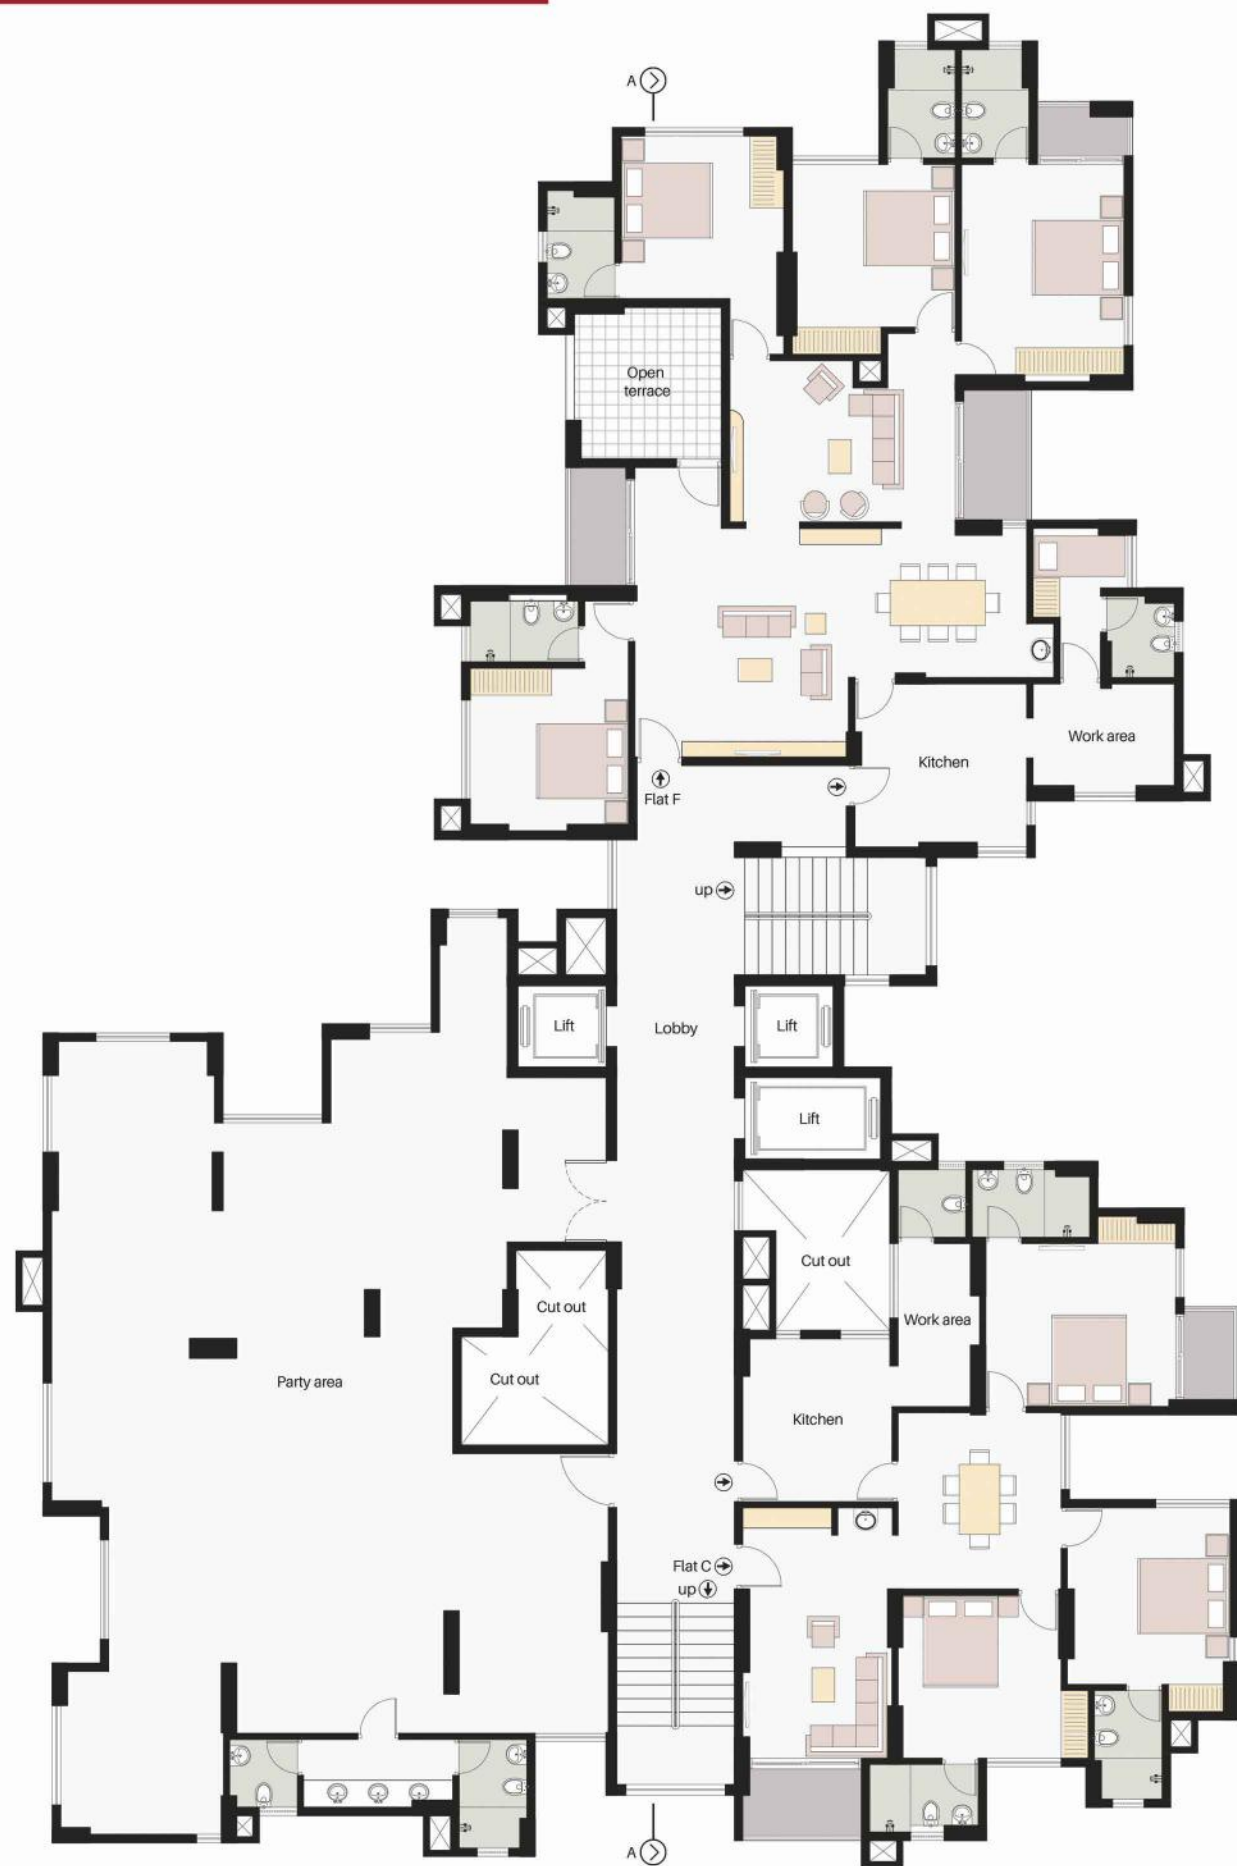 A
Open
terrace
Work area
Kitchen
Flat F
up
Lift
Lobby
Lift
Lift
Cut out
Cut out
Work area
Cut out
Party area
Kitchen
Flat C
up
A